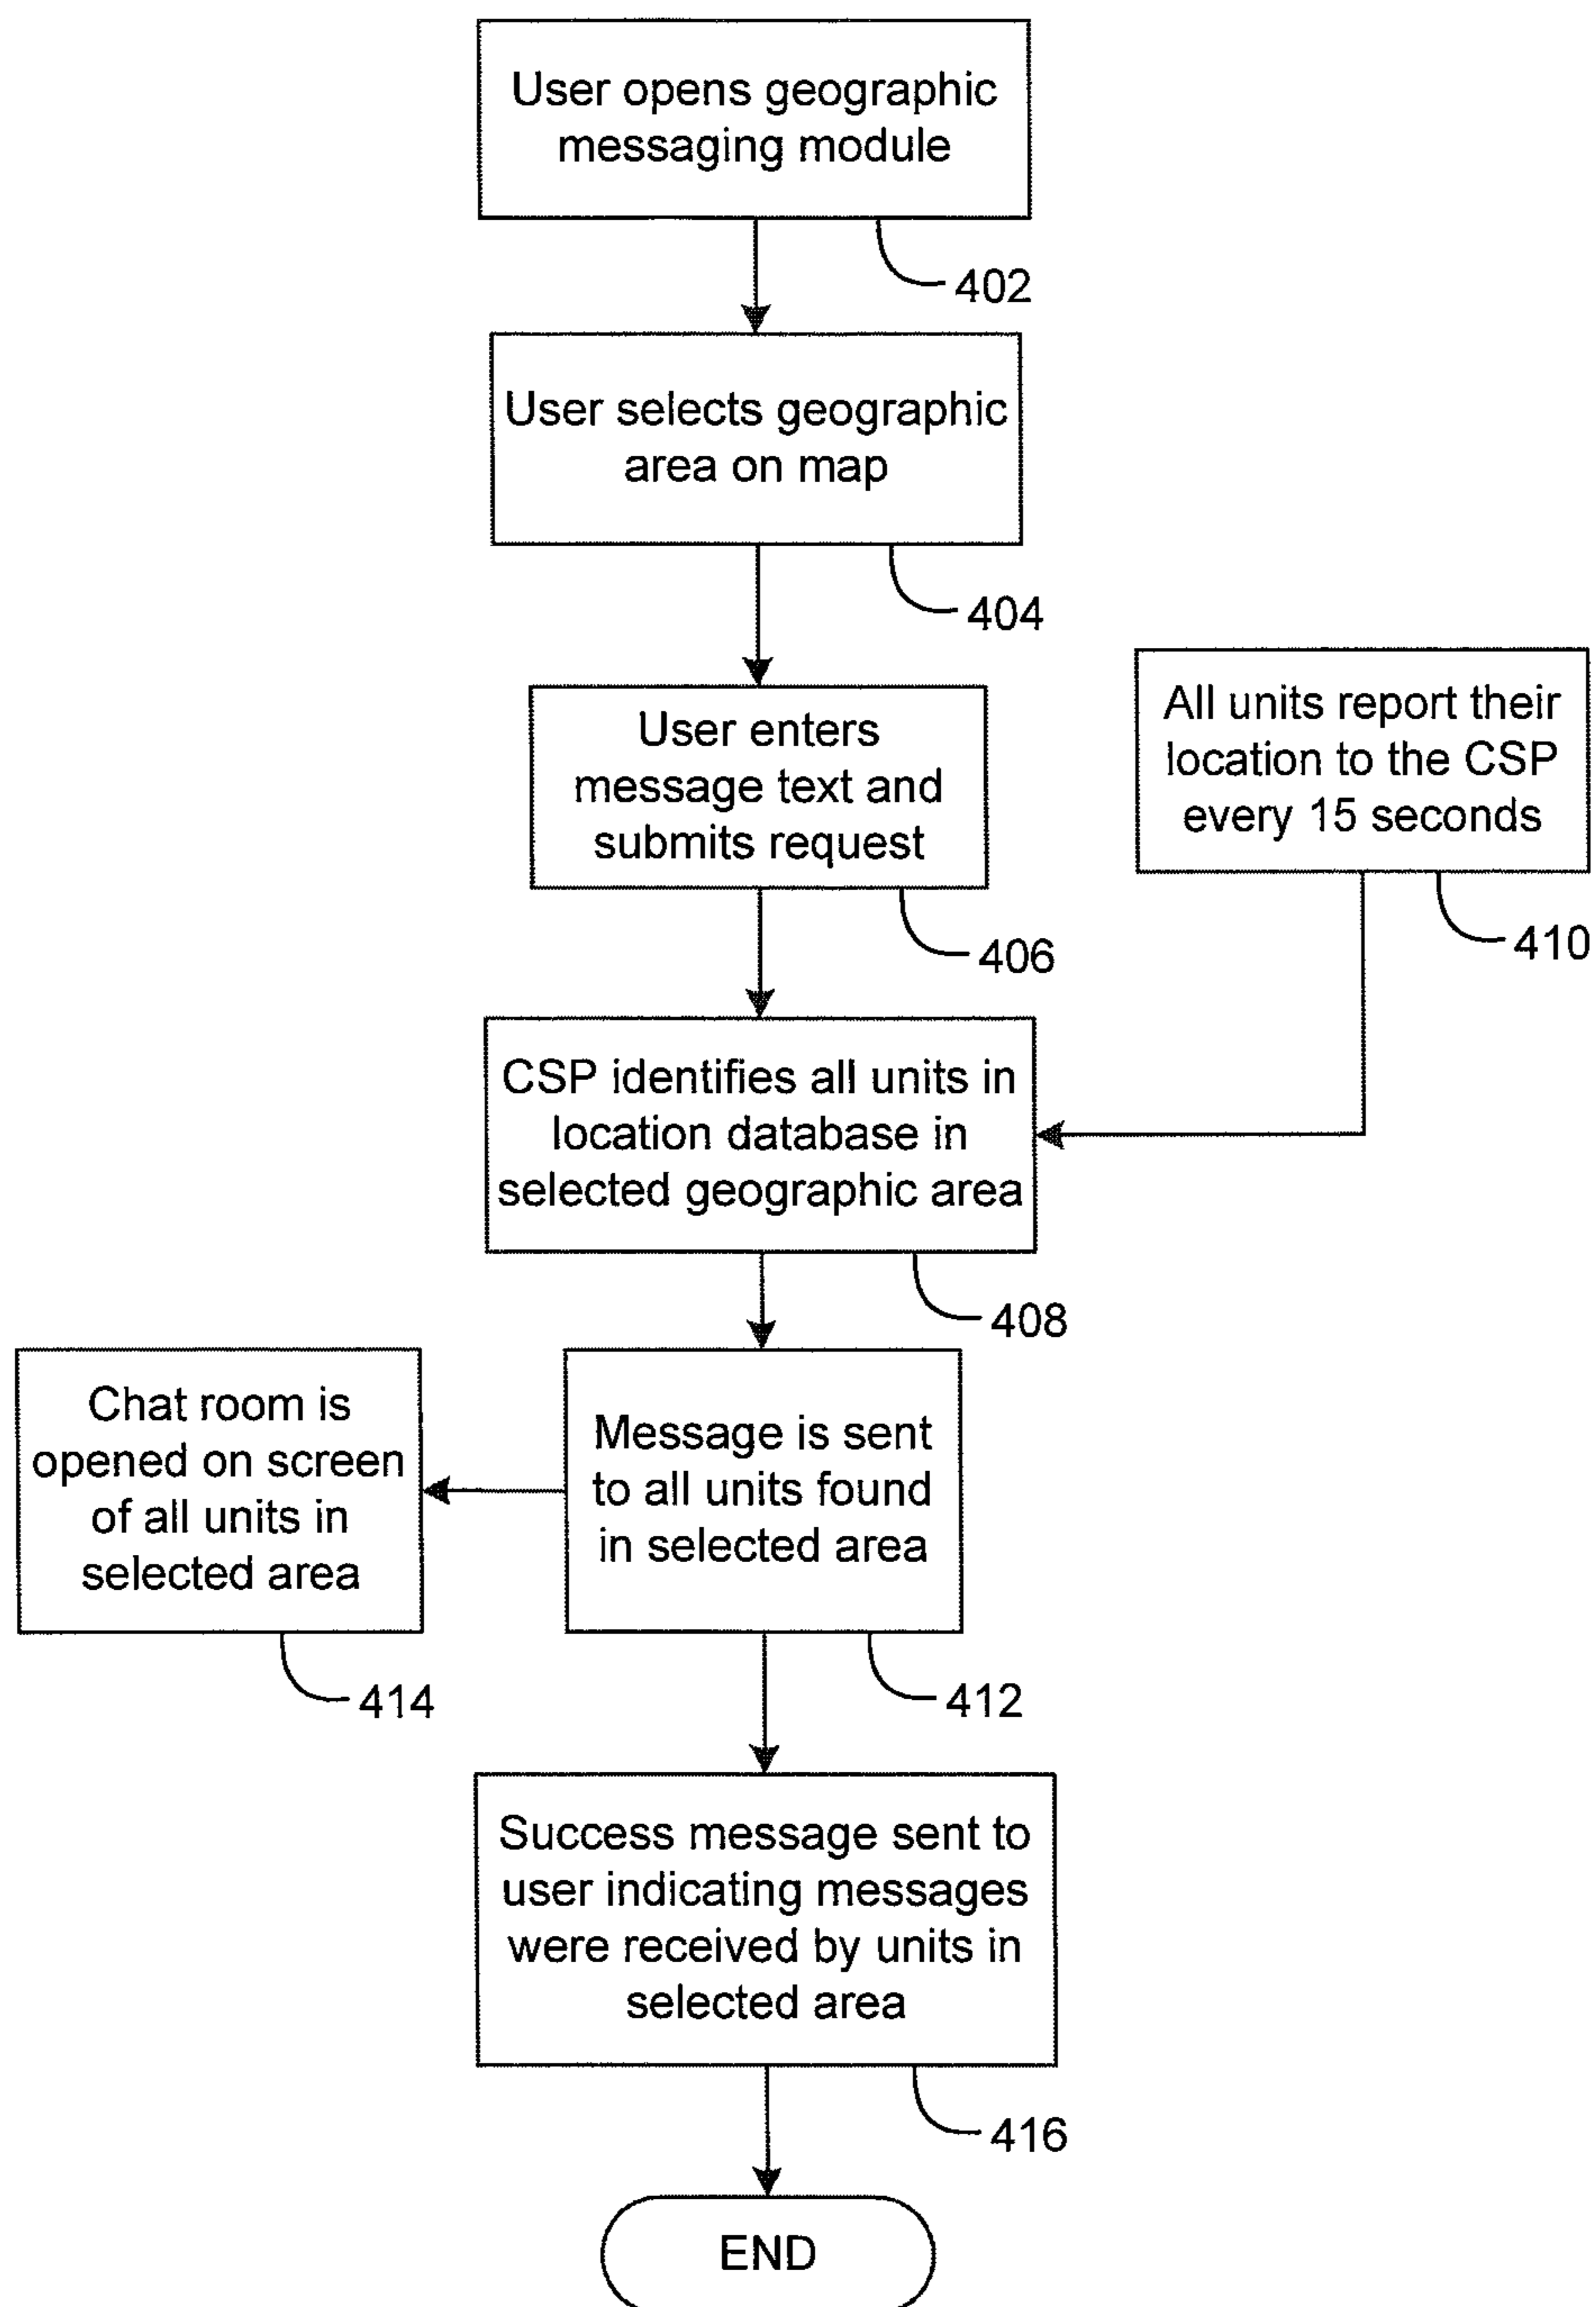 User opens geographic
messaging module
402
User selects geographic
area on map
404
User enters
message text and
submits request
406
All units report their
location to the CSP
every 15 seconds
410
CSP identifies all units in
location database in
selected geographic area
408
Chat room is
opened on screen
of all units in
selected area
414
Message is sent
to all units found
in selected area
412
Success message sent to
user indicating messages
were received by units in
selected area
416
END